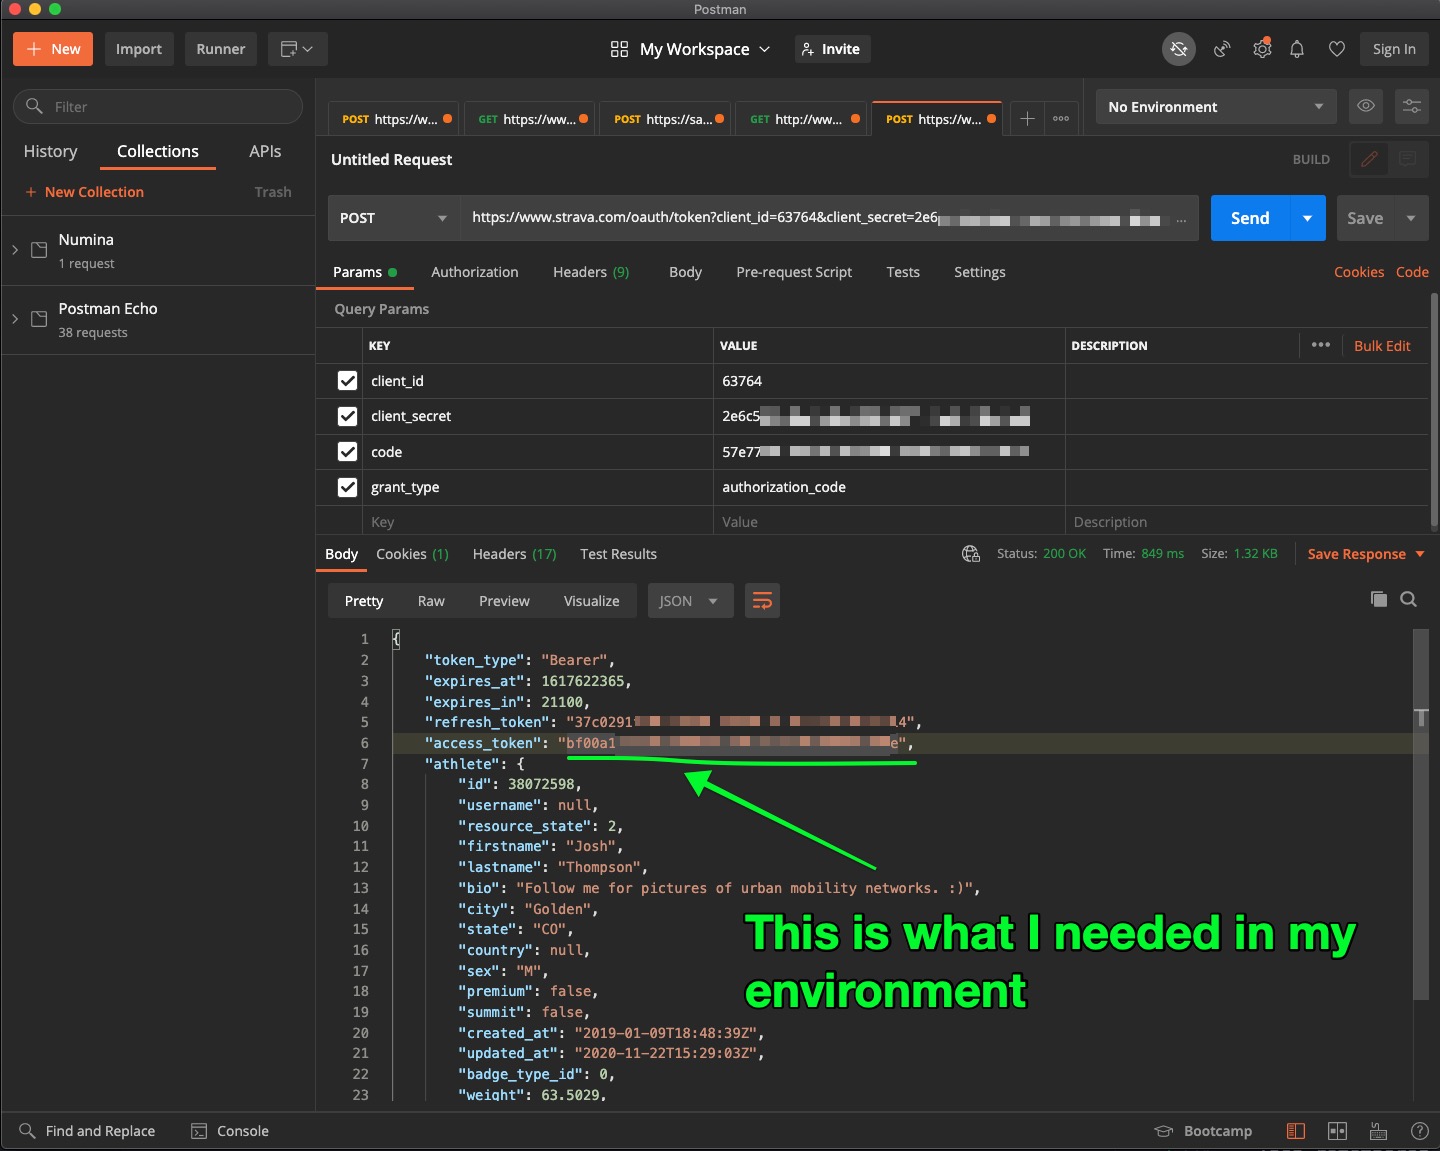 Postman
New
Import
Runner
My Workspace
Invite
Sign In
Filter
History
Collections
APIs
New Collection
Trash
Numina
1 request
Postman Echo
38 requests
POST https://w...
GET https://ww...
POST https://sa...
GET http://ww...
POST https://w...
No Environment
Untitled Request
BUILD
POST
https://www.strava.com/oauth/token?client_id=63764&client_secret=2e6
...
Send
Save
Params
Authorization
Headers (9)
Body
Pre-request Script
Tests
Settings
Cookies
Code
Query Params
KEY
VALUE
DESCRIPTION
Bulk Edit
client_id
63764
client_secret
2e6c5
code
57e77
grant_type
authorization_code
Key
Value
Description
Body
Cookies (1)
Headers (17)
Test Results
Status: 200 OK
Time: 849 ms
Size: 1.32 KB
Save Response
Pretty
Raw
Preview
Visualize
JSON
1 {
2 "token_type": "Bearer",
3 "expires_at": 1617622365,
4 "expires_in": 21100,
5 "refresh_token": "37c0291 4",
6 "access_token": "bf00a1 e",
7 "athlete": {
8 "id": 38072598,
9 "username": null,
10 "resource_state": 2,
11 "firstname": "Josh",
12 "lastname": "Thompson",
13 "bio": "Follow me for pictures of urban mobility networks. :)",
14 "city": "Golden",
15 "state": "CO",
16 "country": null,
17 "sex": "M",
18 "premium": false,
19 "summit": false,
20 "created_at": "2019-01-09T18:48:39Z",
21 "updated_at": "2020-11-22T15:29:03Z",
22 "badge_type_id": 0,
23 "weight": 63.5029,
This is what I needed in my
environment
Find and Replace
Console
Bootcamp